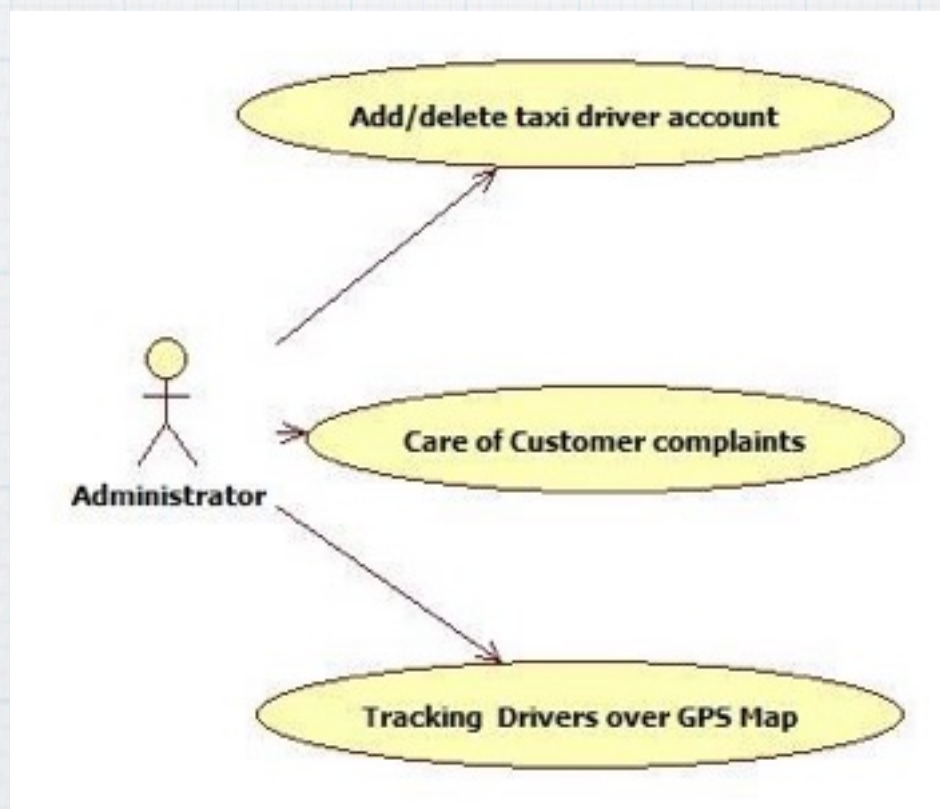 Add/delete taxi driver account
Care of Customer complaints
Administrator
Tracking Drivers over GPS Map